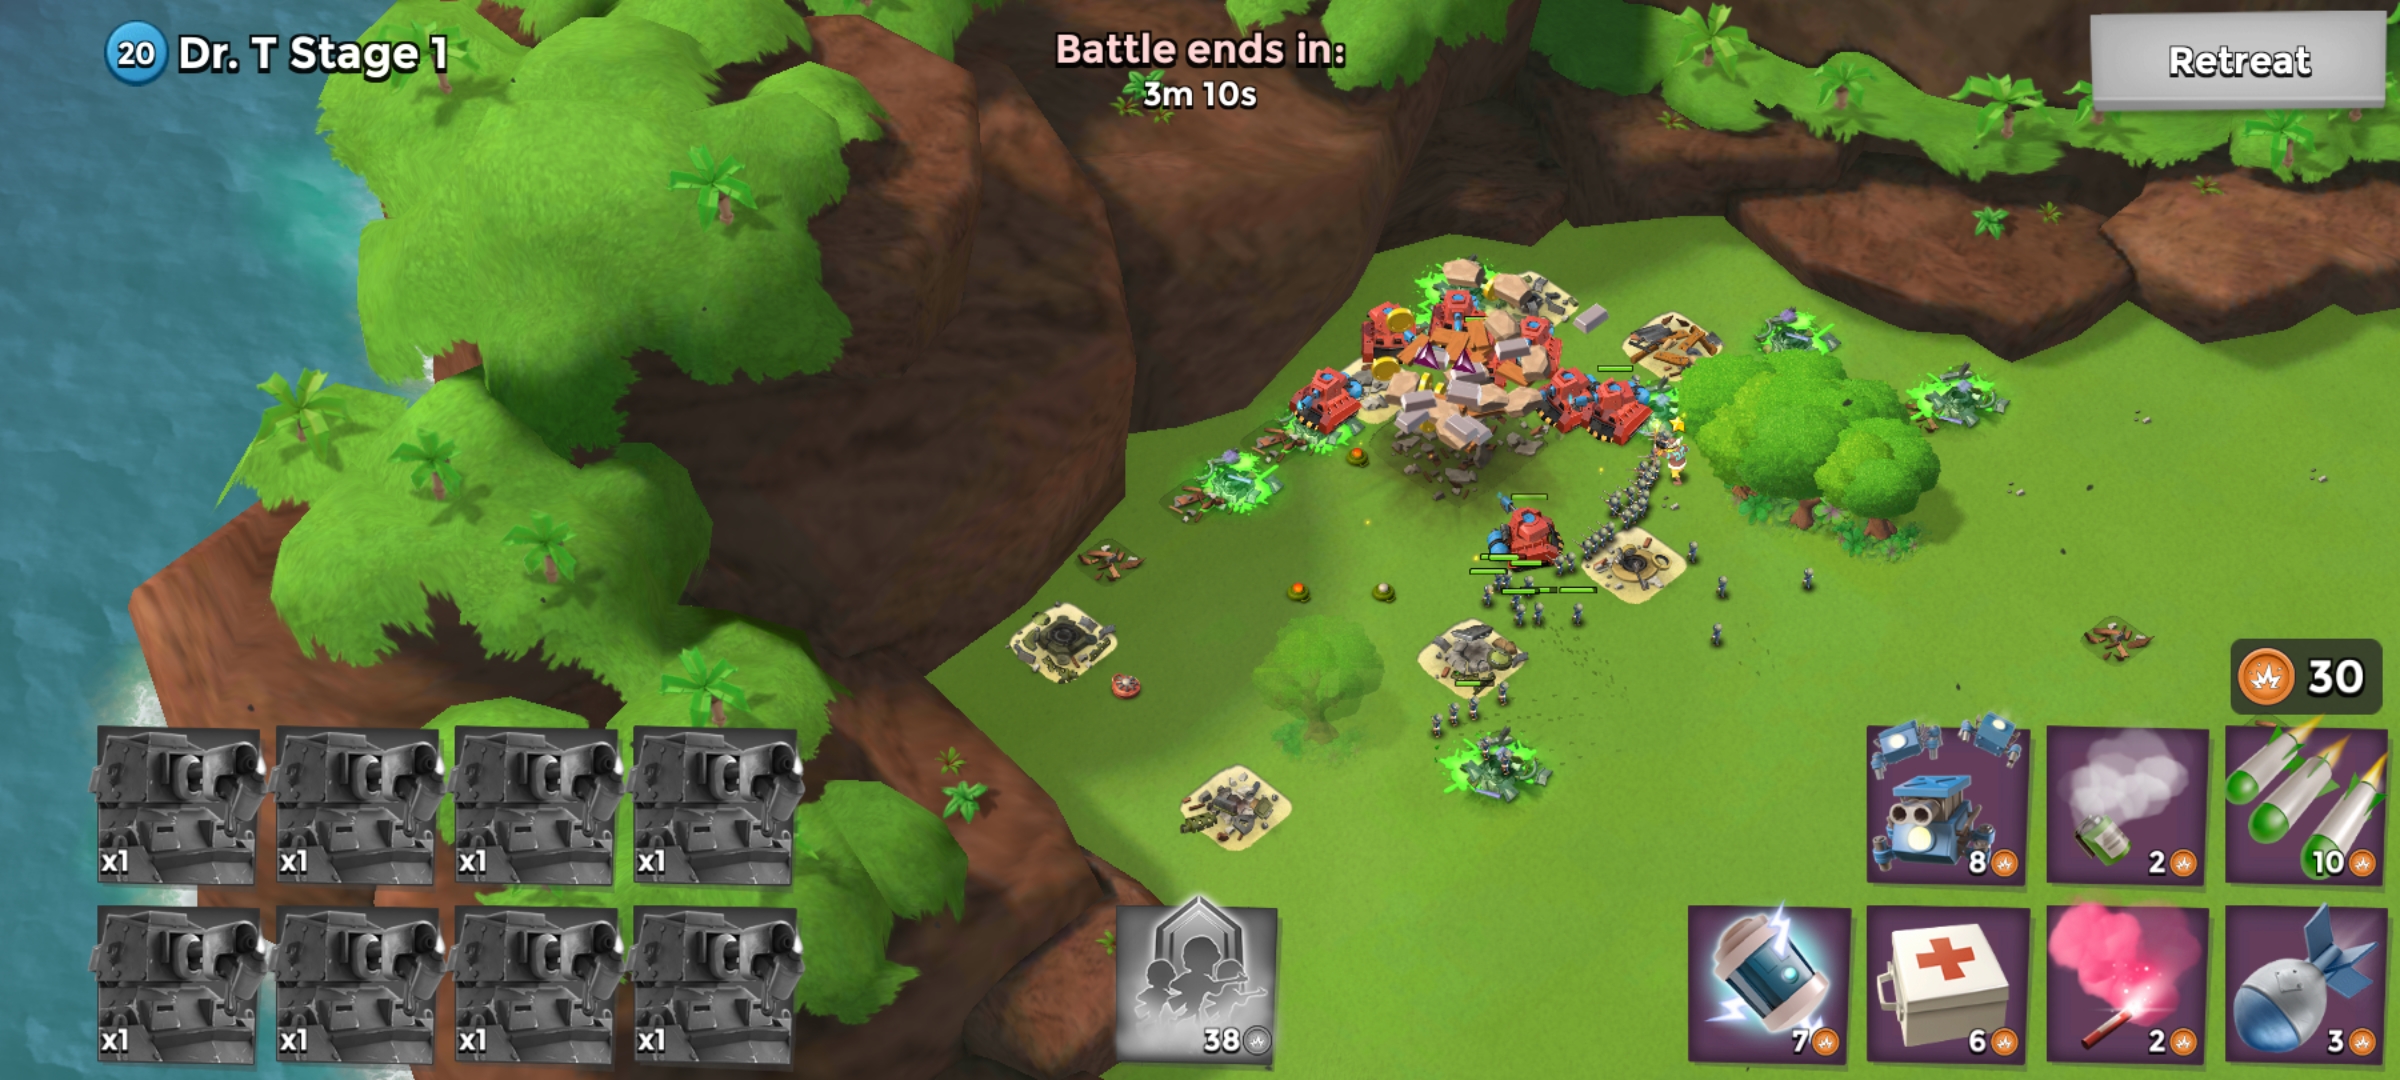 20 Dr. T Stage 1
Battle ends in:
3m 10s
Retreat
30
8 2 10
x1 x1 x1 x1
x1 x1 x1 x1
38 7 6 2 3